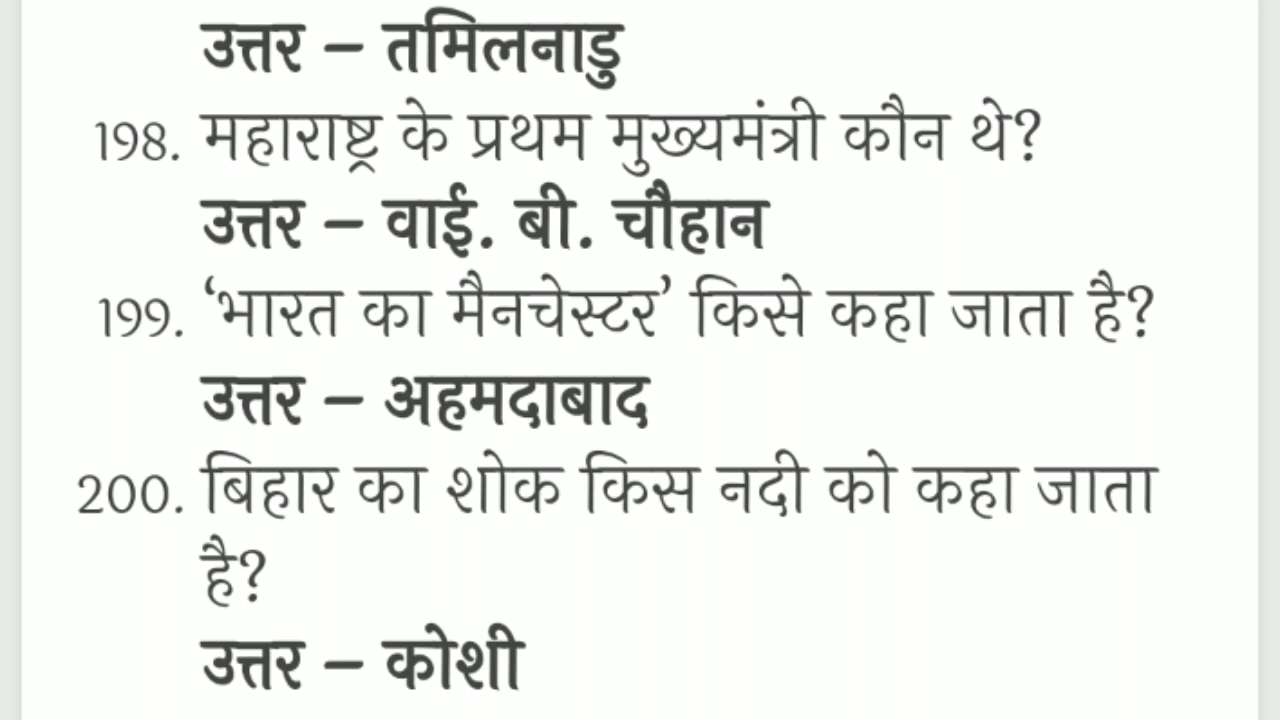 उत्तर – तमिलनाडु
198. महाराष्ट्र के प्रथम मुख्यमंत्री कौन थे?
उत्तर – वाई. बी. चौहान
199. ‘भारत का मैनचेस्टर’ किसे कहा जाता है?
उत्तर – अहमदाबाद
200. बिहार का शोक किस नदी को कहा जाता
है?
उत्तर – कोशी